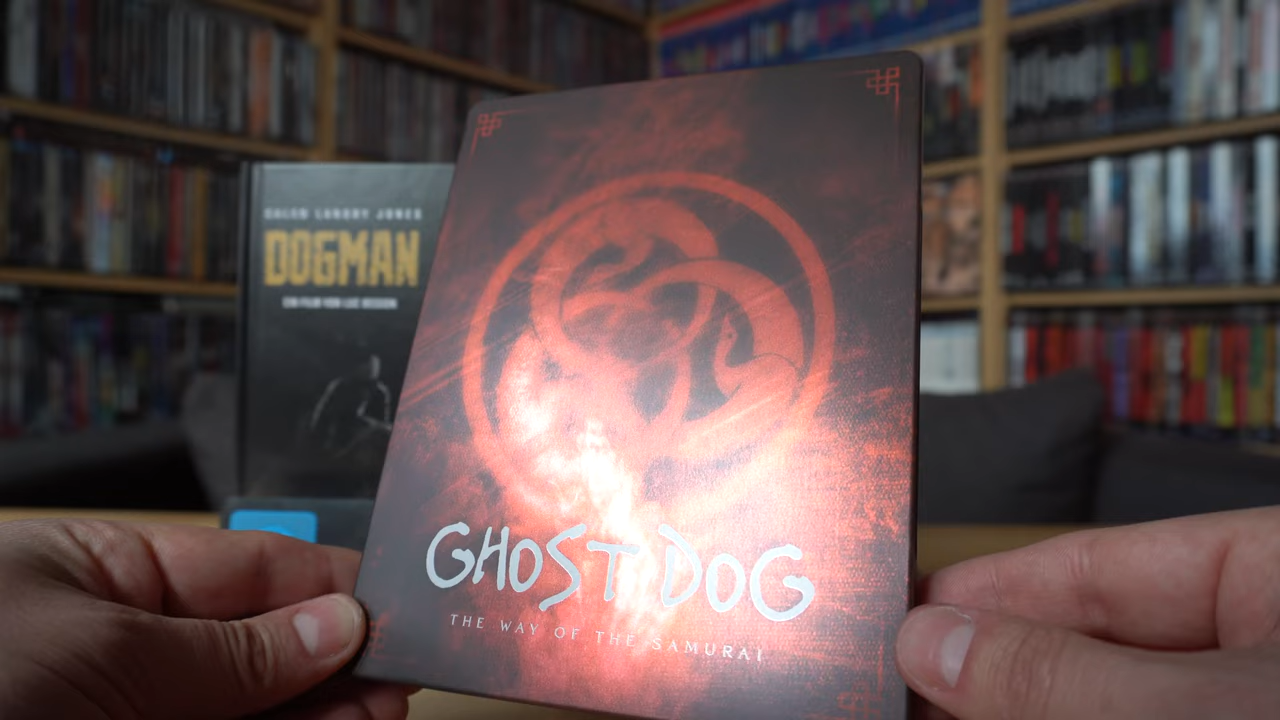 CALEB LANDRY JONES
DOGMAN
EIN FILM VON LUC BESSON
GHOST DOG
THE WAY OF THE SAMURAI